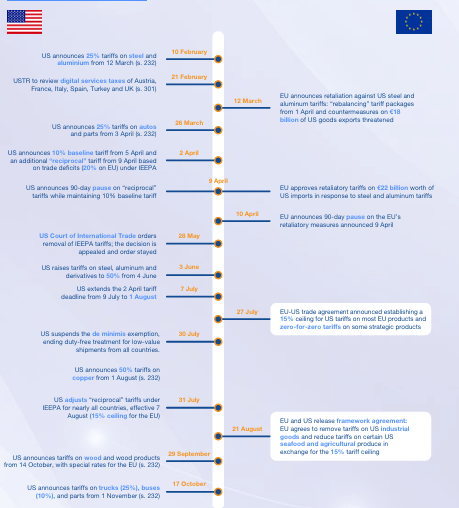 10 February
US announces 25% tariffs on steel and
aluminium from 12 March (s. 232)
21 February
USTR to review digital services taxes of Austria,
France, Italy, Spain, Turkey and UK (s. 301)
12 March
EU announces retaliation against US steel and
aluminum tariffs: "rebalancing" tariff packages
from 1 April and countermeasures on €18
billion of US goods exports threatened
26 March
US announces 25% tariffs on autos
and parts from 3 April (s. 232)
2 April
US announces 10% baseline tariff from 5 April and
an additional "reciprocal" tariff from 9 April based
on trade deficits (20% on EU) under IEEPA
9 April
US announces 90-day pause on "reciprocal"
tariffs while maintaining 10% baseline tariff
EU approves retaliatory tariffs on €22 billion worth of
US imports in response to steel and aluminum tariffs
10 April
EU announces 90-day pause on the EU's
retaliatory measures announced 9 April
28 May
US Court of International Trade orders
removal of IEEPA tariffs; the decision is
appealed and order stayed
3 June
US raises tariffs on steel, aluminum and
derivatives to 50% from 4 June
7 July
US extends the 2 April tariff
deadline from 9 July to 1 August
27 July
EU-US trade agreement announced establishing a
15% ceiling for US tariffs on most EU products and
zero-for-zero tariffs on some strategic products
30 July
US suspends the de minimis exemption,
ending duty-free treatment for low-value
shipments from all countries.
US announces 50% tariffs on
copper from 1 August (s. 232)
31 July
US adjusts "reciprocal" tariffs under
IEEPA for nearly all countries, effective 7
August (15% ceiling for the EU)
21 August
EU and US release framework agreement:
EU agrees to remove tariffs on US industrial
goods and reduce tariffs on certain US
seafood and agricultural produce in
exchange for the 15% tariff ceiling
29 September
US announces tariffs on wood and wood products
from 14 October, with special rates for the EU (s. 232)
17 October
US announces tariffs on trucks (25%), buses
(10%), and parts from 1 November (s. 232)